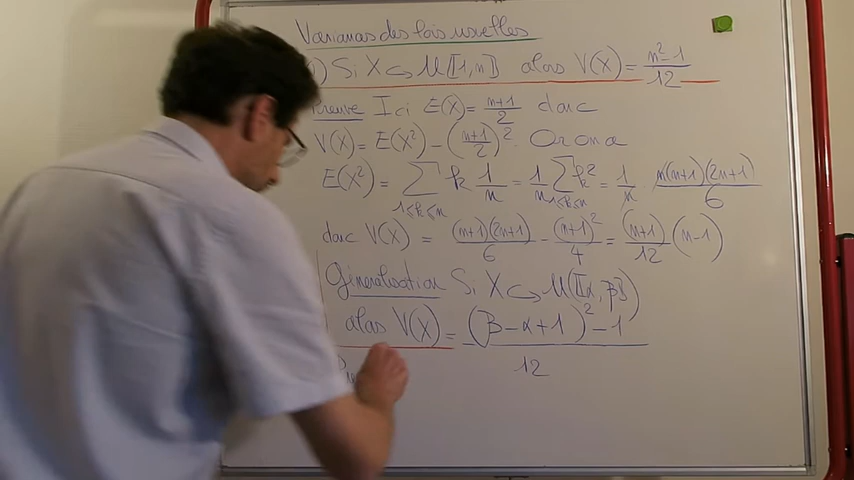 Variances des lois usuelles
1) Si X ↪ U([[1,n]]) alors V(X) = (n²-1)/12
Preuve Ici E(X) = (n+1)/2 donc
V(X) = E(X²) - ((n+1)/2)². Or on a
E(X²) = ∑_{1≤k≤n} k 1/n = 1/n ∑_{1≤k≤n} k² = 1/n n(n+1)(2n+1)/6
donc V(X) = (n+1)(2n+1)/6 - (n+1)²/4 = (n+1)/12 (n-1)
Généralisation Si X ↪ U([[α, β]])
alors V(X) = ((β-α+1)² - 1)/12